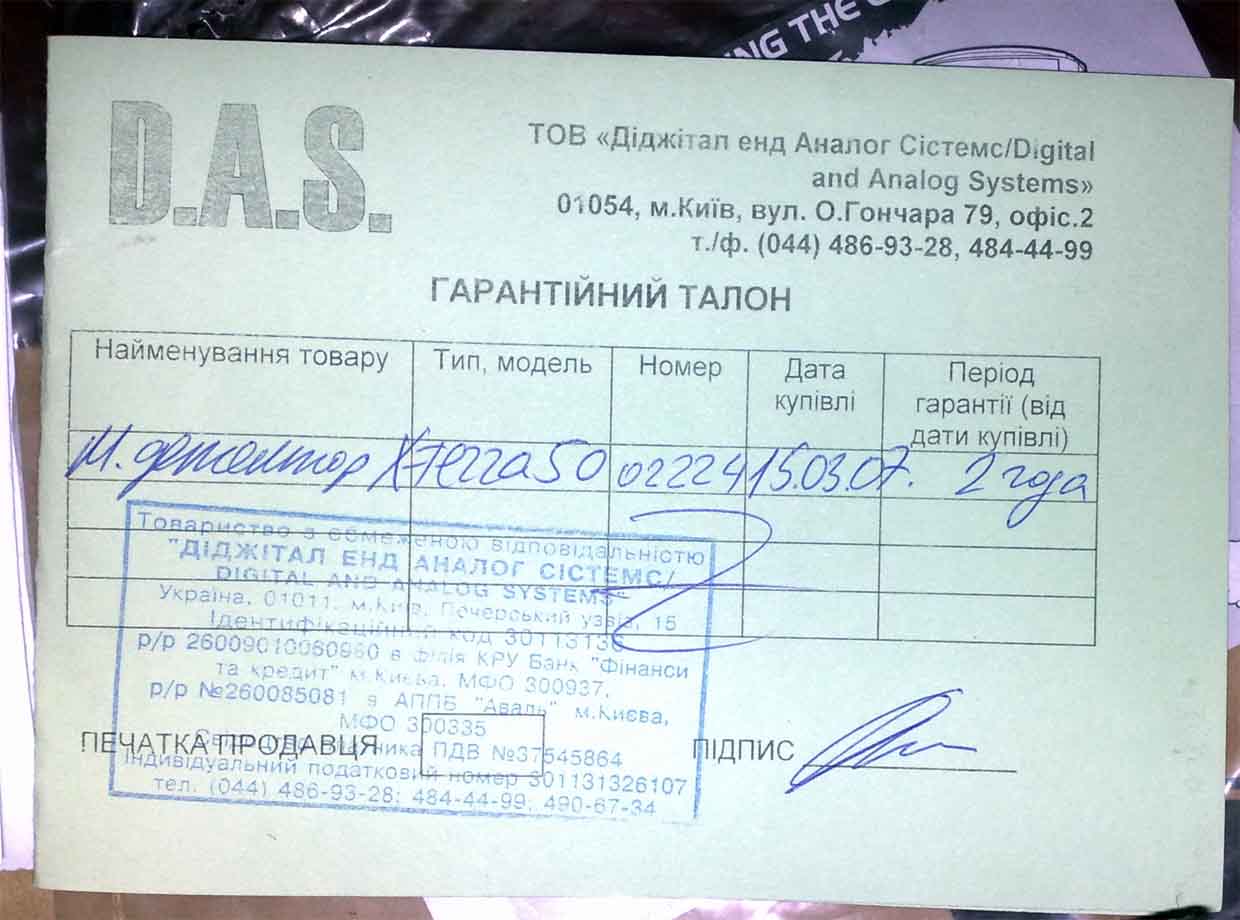 ING THE
D.A.S.
ТОВ «Діджітал енд Аналог Сістемс/Digital
and Analog Systems»
01054, м.Київ, вул. О.Гончара 79, офіс.2
т./ф. (044) 486-93-28, 484-44-99
ГАРАНТІЙНИЙ ТАЛОН
Найменування товару Тип, модель Номер Дата купівлі Період гарантії (від дати купівлі)
М. детектор X-Terra 50 02224 15.03.07. 2 года
Товариство з обмеженою відповідальністю
"ДІДЖІТАЛ ЕНД АНАЛОГ СІСТЕМС/
DIGITAL AND ANALOG SYSTEMS"
Україна, 01011, м.Київ, Печерський узвіз, 15
Ідентифікаційний код 30113136
р/р 26009010060960 в філія КРУ Банк "Фінанси
та кредит" м.Києва, МФО 300937,
р/р №260085081 в АППБ "Аваль" м.Києва,
МФО 300335
ПДВ №37545864
Індивідуальний податковий номер 301131326107
тел. (044) 486-93-28; 484-44-99; 490-67-34
ПЕЧАТКА ПРОДАВЦЯ
ПІДПИС